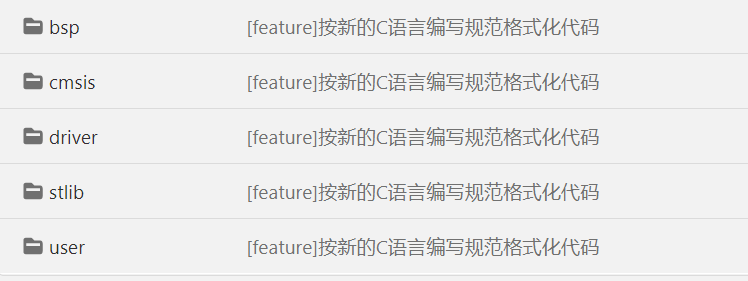 bsp [feature]按新的C语言编写规范格式化代码
cmsis [feature]按新的C语言编写规范格式化代码
driver [feature]按新的C语言编写规范格式化代码
stlib [feature]按新的C语言编写规范格式化代码
user [feature]按新的C语言编写规范格式化代码